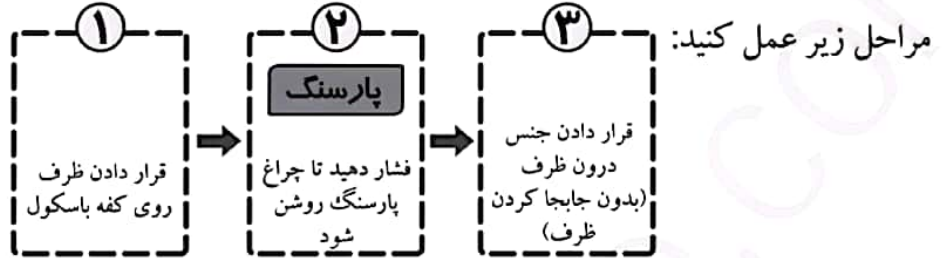 مراحل زیر عمل کنید:
۱
قرار دادن ظرف
روی کفه باسکول
۲
پارسنگ
فشار دهید تا چراغ
پارسنگ روشن
شود
۳
قرار دادن جنس
درون ظرف
(بدون جابجا کردن
ظرف)